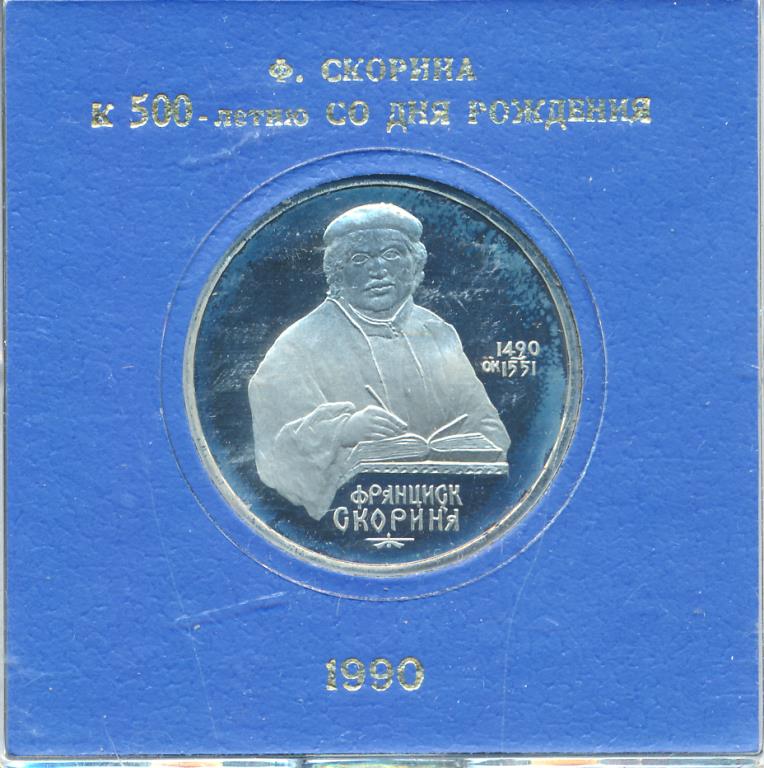 Ф. СКОРИНА
К 500-летию СО ДНЯ РОЖДЕНИЯ
1490
ОК 1551
ФРАНЦИСК
СКОРИНА
1990